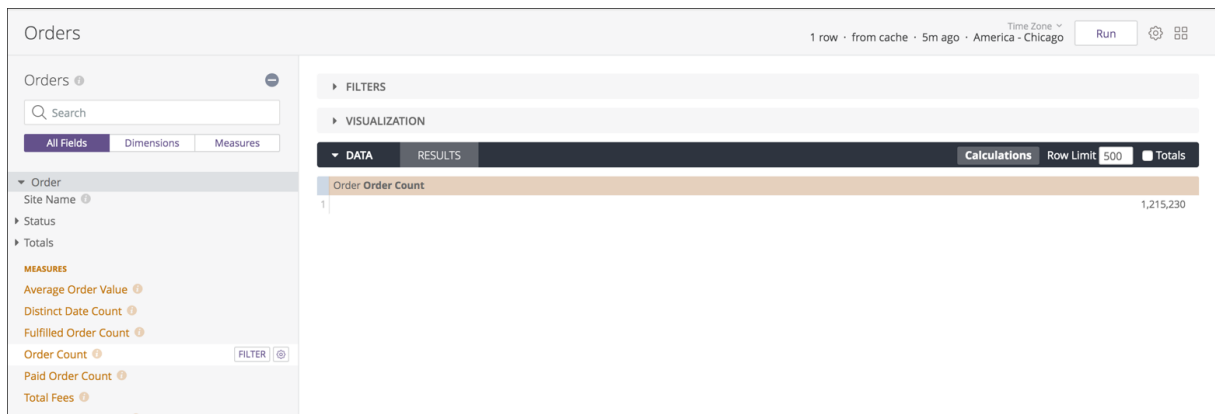 Orders
Time Zone
1 row · from cache · 5m ago · America - Chicago
Run
Orders
Search
All Fields Dimensions Measures
Order
Site Name
Status
Totals
MEASURES
Average Order Value
Distinct Date Count
Fulfilled Order Count
Order Count FILTER
Paid Order Count
Total Fees
FILTERS
VISUALIZATION
DATA RESULTS Calculations Row Limit 500 Totals
Order Order Count
1 1,215,230